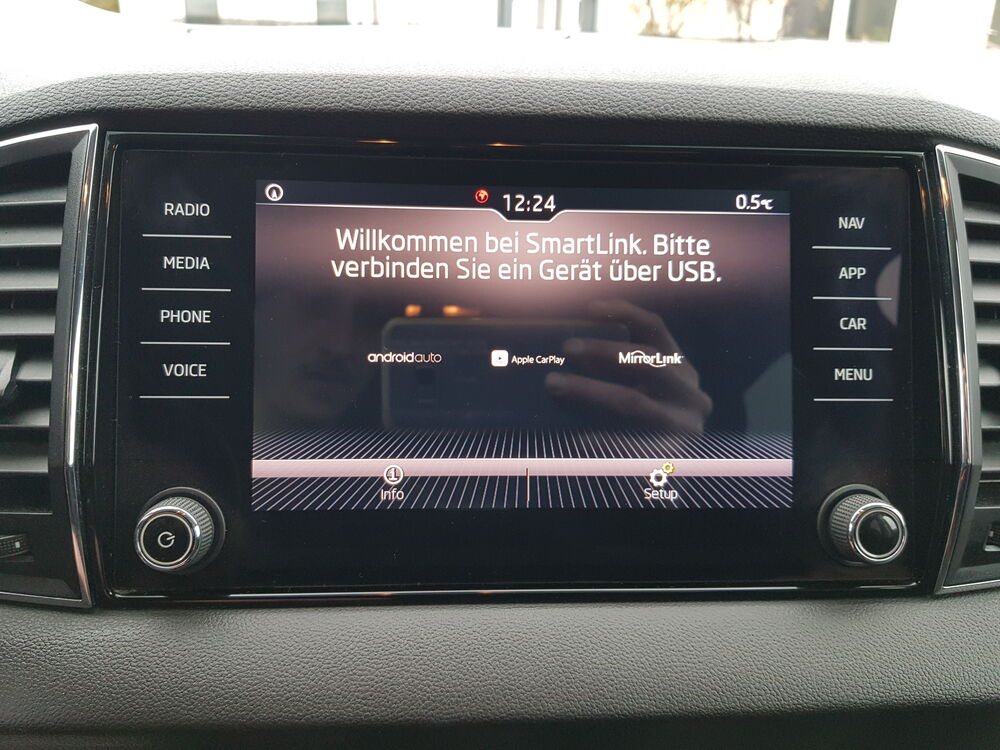 RADIO
MEDIA
PHONE
VOICE
12:24
0.5°C
Willkommen bei SmartLink. Bitte
verbinden Sie ein Gerät über USB.
androidauto
Apple CarPlay
MirrorLink
Info
Setup
NAV
APP
CAR
MENU